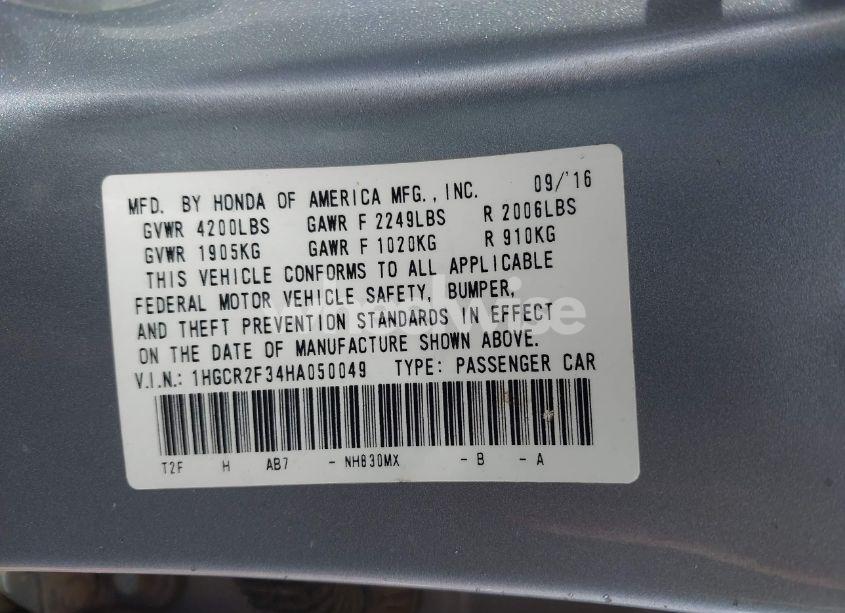 MFD. BY HONDA OF AMERICA MFG., INC. 09/'16
GVWR 4200LBS GAWR F 2249LBS R 2006LBS
GVWR 1905KG GAWR F 1020KG R 910KG
THIS VEHICLE CONFORMS TO ALL APPLICABLE
FEDERAL MOTOR VEHICLE SAFETY, BUMPER,
AND THEFT PREVENTION STANDARDS IN EFFECT
ON THE DATE OF MANUFACTURE SHOWN ABOVE.
V.I.N.: 1HGCR2F34HA050049 TYPE: PASSENGER CAR
T2F H AB7 - NH830MX - B - A
wheelwise